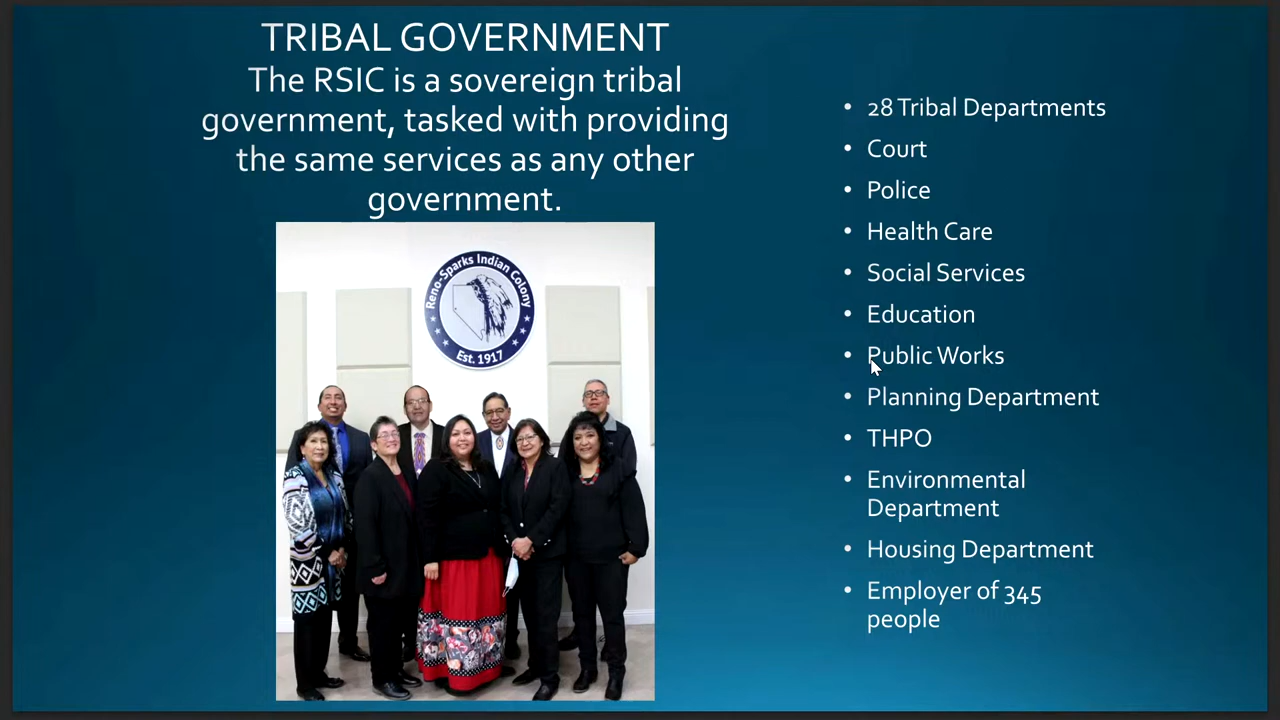 TRIBAL GOVERNMENT
The RSIC is a sovereign tribal
government, tasked with providing
the same services as any other
government.
Reno-Sparks Indian Colony
Est. 1917
• 28 Tribal Departments
• Court
• Police
• Health Care
• Social Services
• Education
• Public Works
• Planning Department
• THPO
• Environmental
Department
• Housing Department
• Employer of 345
people